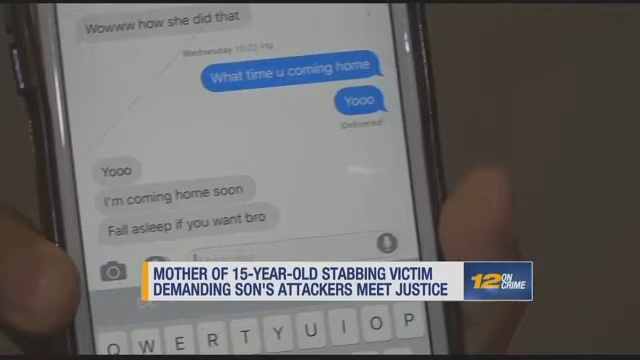 Wowww how she did that
Wednesday 10:22 PM
What time u coming home
Yooo
Delivered
Yooo
I'm coming home soon
Fall asleep if you want bro
MOTHER OF 15-YEAR-OLD STABBING VICTIM
DEMANDING SON'S ATTACKERS MEET JUSTICE
12 ON CRIME
Q W E R T Y U I O P